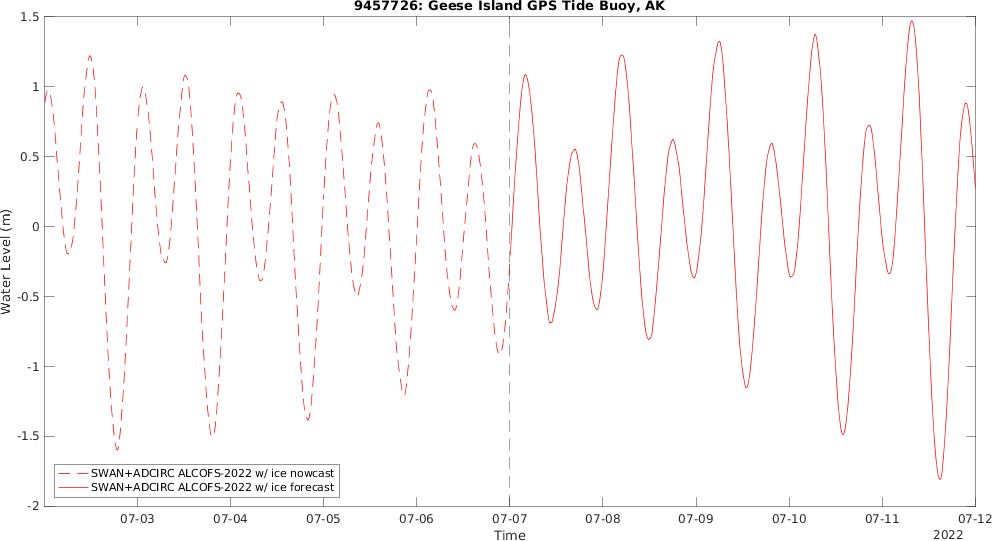 9457726: Geese Island GPS Tide Buoy, AK
1.5
1
0.5
0
-0.5
-1
-1.5
-2
Water Level (m)
SWAN+ADCIRC ALCOFS-2022 w/ ice nowcast
SWAN+ADCIRC ALCOFS-2022 w/ ice forecast
07-03 07-04 07-05 07-06 07-07 07-08 07-09 07-10 07-11 07-12
Time
2022